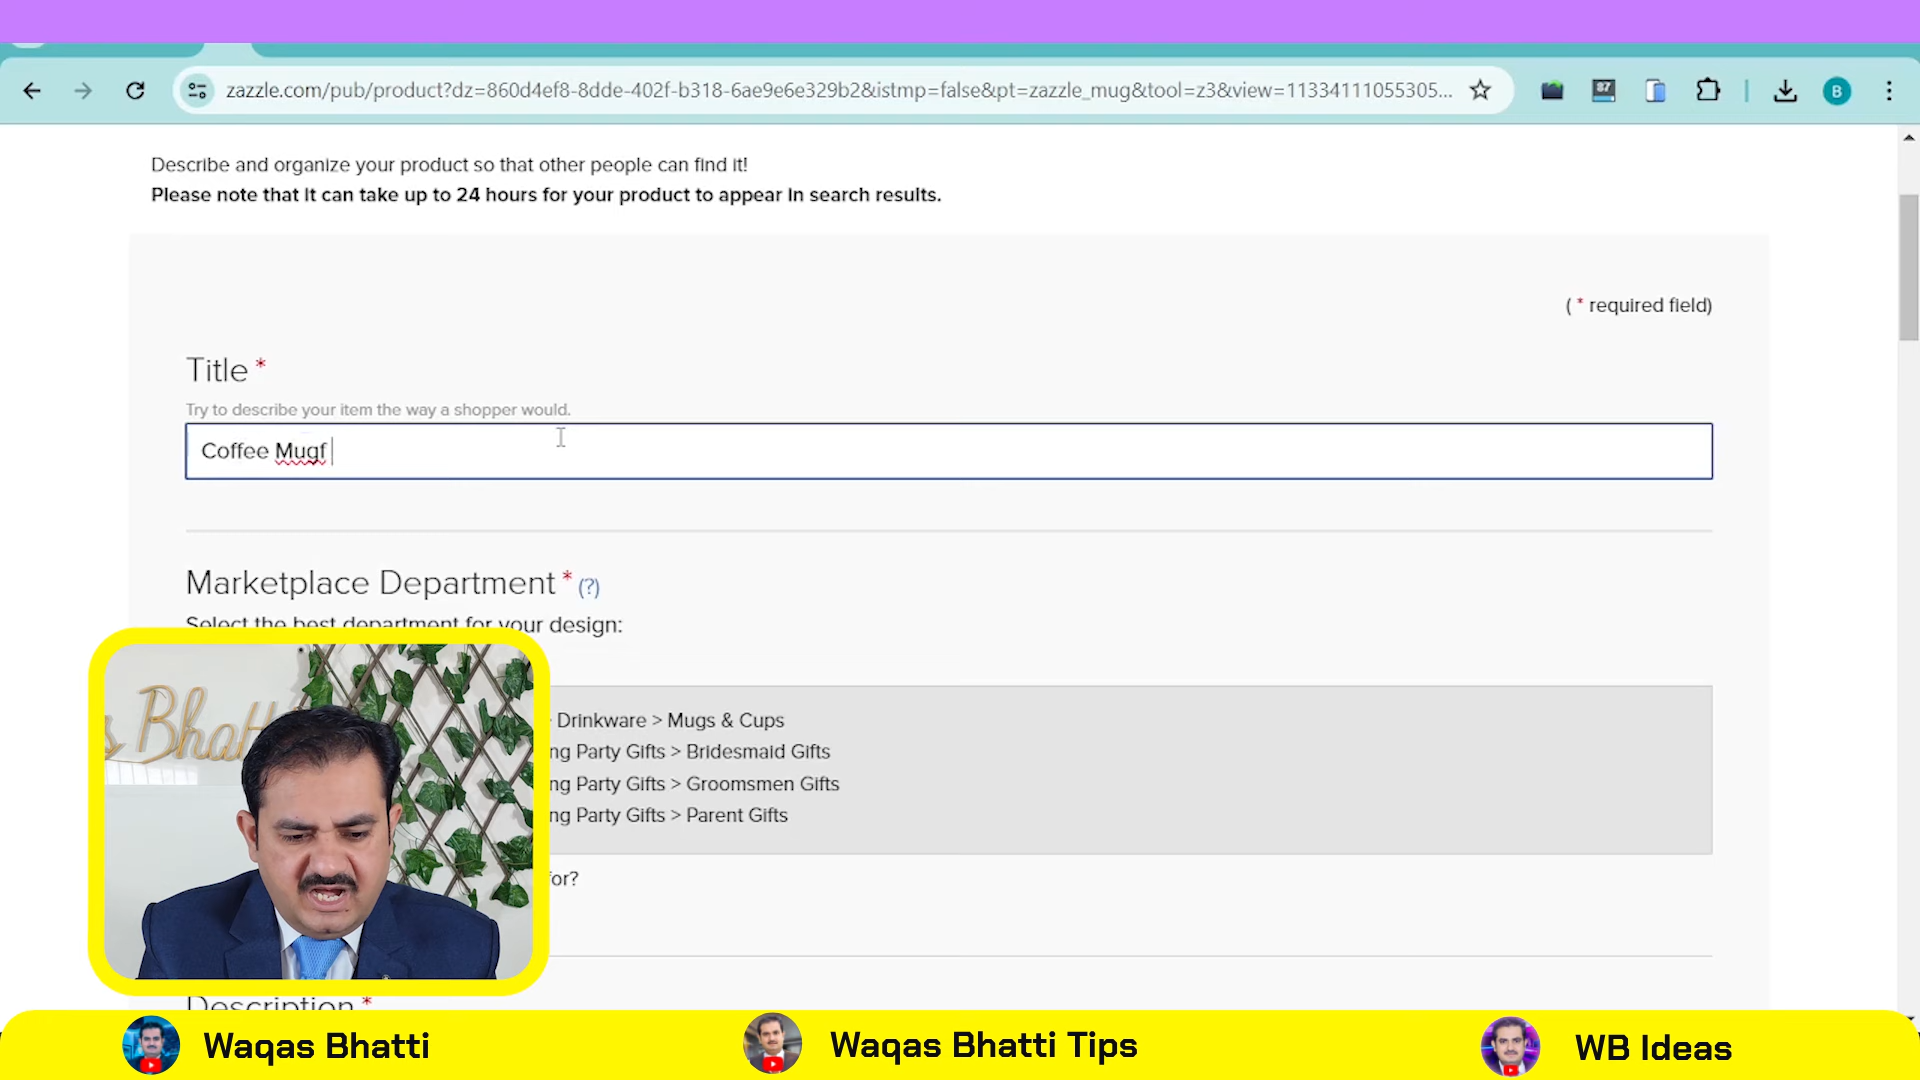 zazzle.com/pub/product?dz=860d4ef8-8dde-402f-b318-6ae9e6e329b2&istmp=false&pt=zazzle_mug&tool=z3&view=11334111055305...
87
B
Describe and organize your product so that other people can find it!
Please note that it can take up to 24 hours for your product to appear in search results.
( * required field)
Title *
Try to describe your item the way a shopper would.
Coffee Mugf
Marketplace Department * (?)
Select the best department for your design:
Drinkware > Mugs & Cups
ng Party Gifts > Bridesmaid Gifts
ng Party Gifts > Groomsmen Gifts
ng Party Gifts > Parent Gifts
for?
s Bhatt
Description *
Waqas Bhatti
Waqas Bhatti Tips
WB Ideas